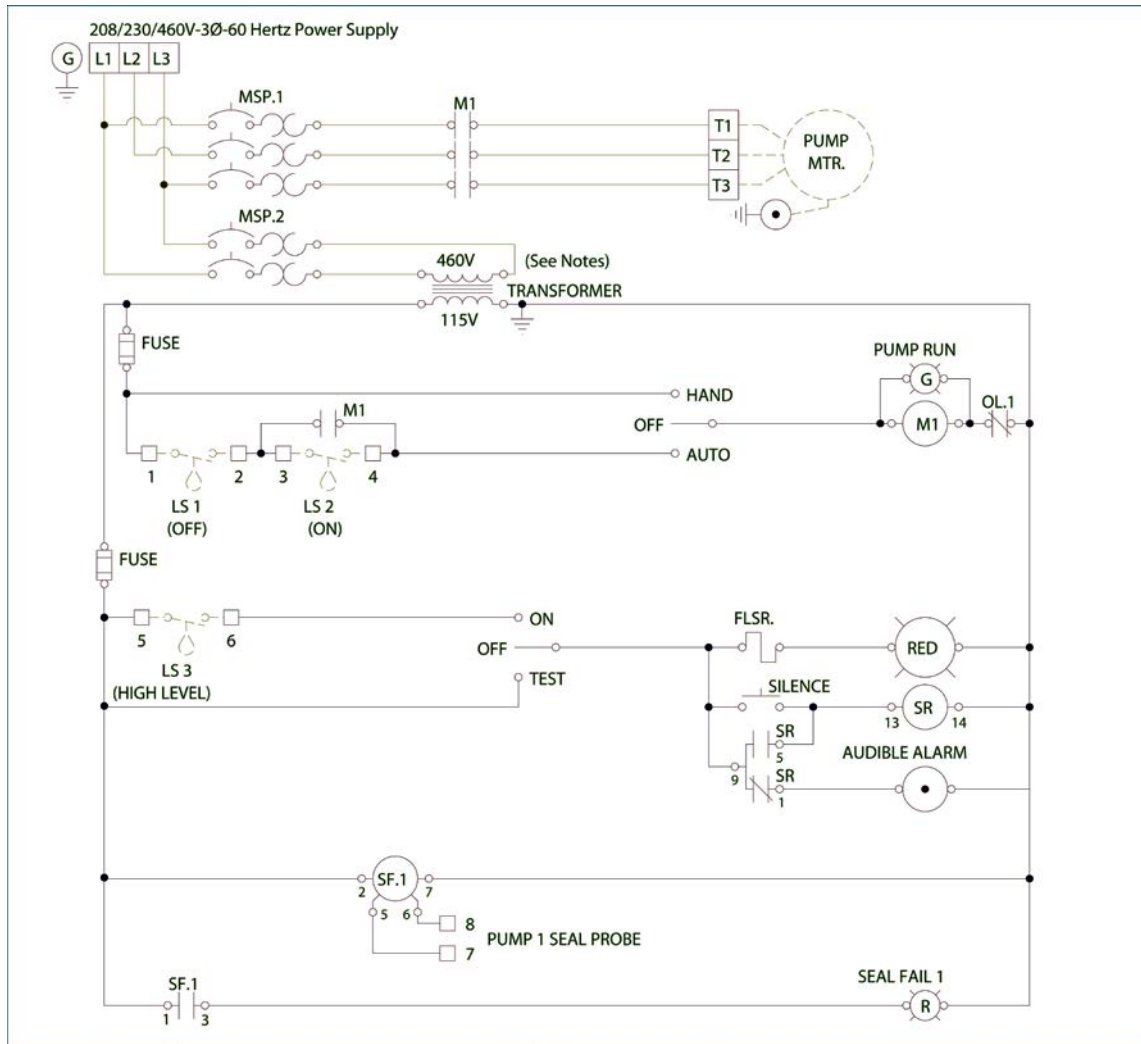 208/230/460V-3Ø-60 Hertz Power Supply
G L1 L2 L3
MSP.1
M1
T1
T2
T3
PUMP
MTR.
MSP.2
460V
(See Notes)
TRANSFORMER
115V
FUSE
PUMP RUN
G
HAND
M1
OFF
M1
OL.1
AUTO
1 2 3 4
LS 1
(OFF)
LS 2
(ON)
FUSE
5 6
LS 3
(HIGH LEVEL)
ON
OFF
TEST
FLSR.
RED
SILENCE
13 SR 14
SR
5
9
SR
1
AUDIBLE ALARM
2 SF.1 7
5 6
8
7
PUMP 1 SEAL PROBE
SF.1
1 3
SEAL FAIL 1
R